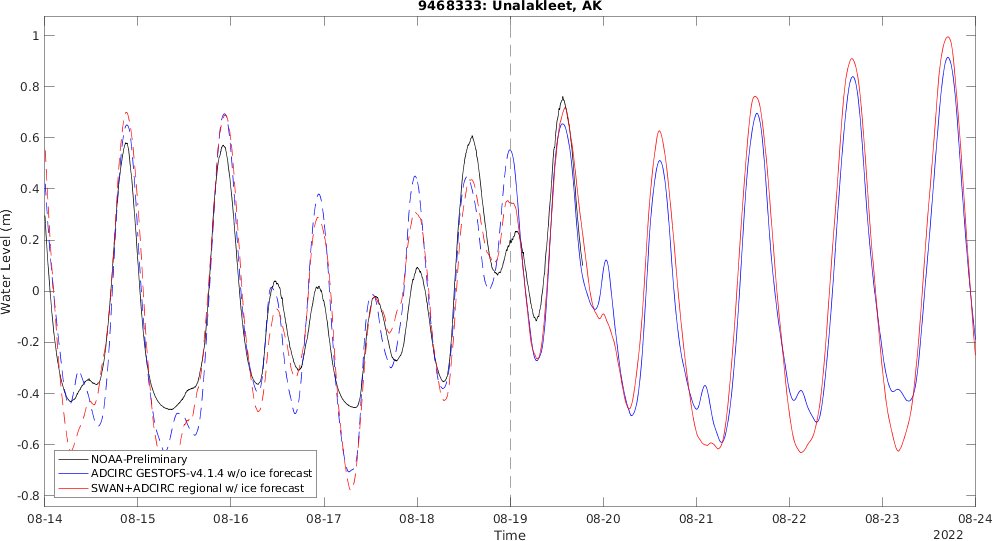 9468333: Unalakleet, AK
Water Level (m)
1
0.8
0.6
0.4
0.2
0
-0.2
-0.4
-0.6
-0.8
NOAA-Preliminary
ADCIRC GESTOFS-v4.1.4 w/o ice forecast
SWAN+ADCIRC regional w/ ice forecast
08-14 08-15 08-16 08-17 08-18 08-19 08-20 08-21 08-22 08-23 08-24
Time
2022